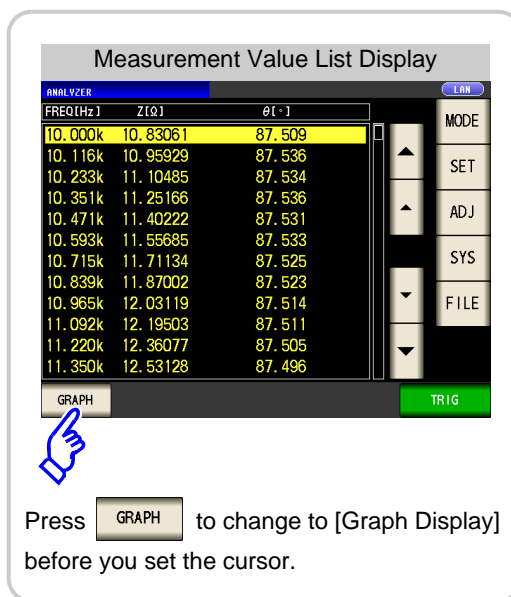 Measurement Value List Display
ANALYZER LAN
FREQ[Hz] Z[Ω] θ[°]
10.000k 10.83061 87.509
10.116k 10.95929 87.536
10.233k 11.10485 87.534
10.351k 11.25166 87.536
10.471k 11.40222 87.531
10.593k 11.55685 87.533
10.715k 11.71134 87.525
10.839k 11.87002 87.523
10.965k 12.03119 87.514
11.092k 12.19503 87.511
11.220k 12.36077 87.505
11.350k 12.53128 87.496
MODE
SET
ADJ
SYS
FILE
GRAPH
TRIG
Press GRAPH to change to [Graph Display]
before you set the cursor.